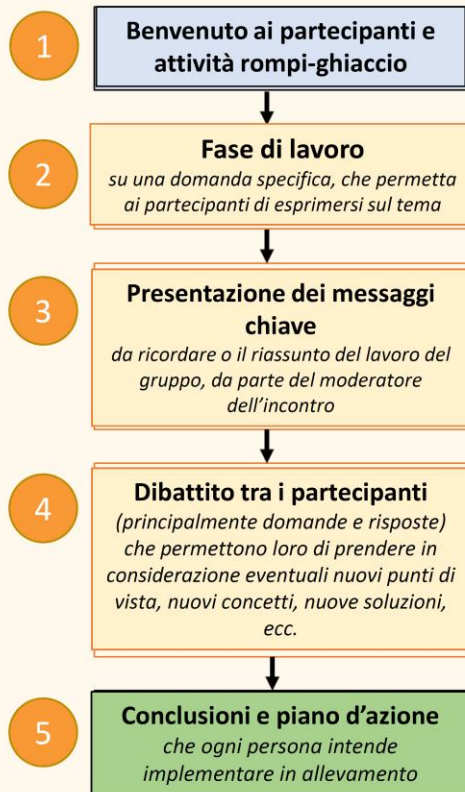 1
Benvenuto ai partecipanti e
attività rompi-ghiaccio
2
Fase di lavoro
su una domanda specifica, che permetta
ai partecipanti di esprimersi sul tema
3
Presentazione dei messaggi
chiave
da ricordare o il riassunto del lavoro del
gruppo, da parte del moderatore
dell'incontro
4
Dibattito tra i partecipanti
(principalmente domande e risposte)
che permettono loro di prendere in
considerazione eventuali nuovi punti di
vista, nuovi concetti, nuove soluzioni,
ecc.
5
Conclusioni e piano d'azione
che ogni persona intende
implementare in allevamento